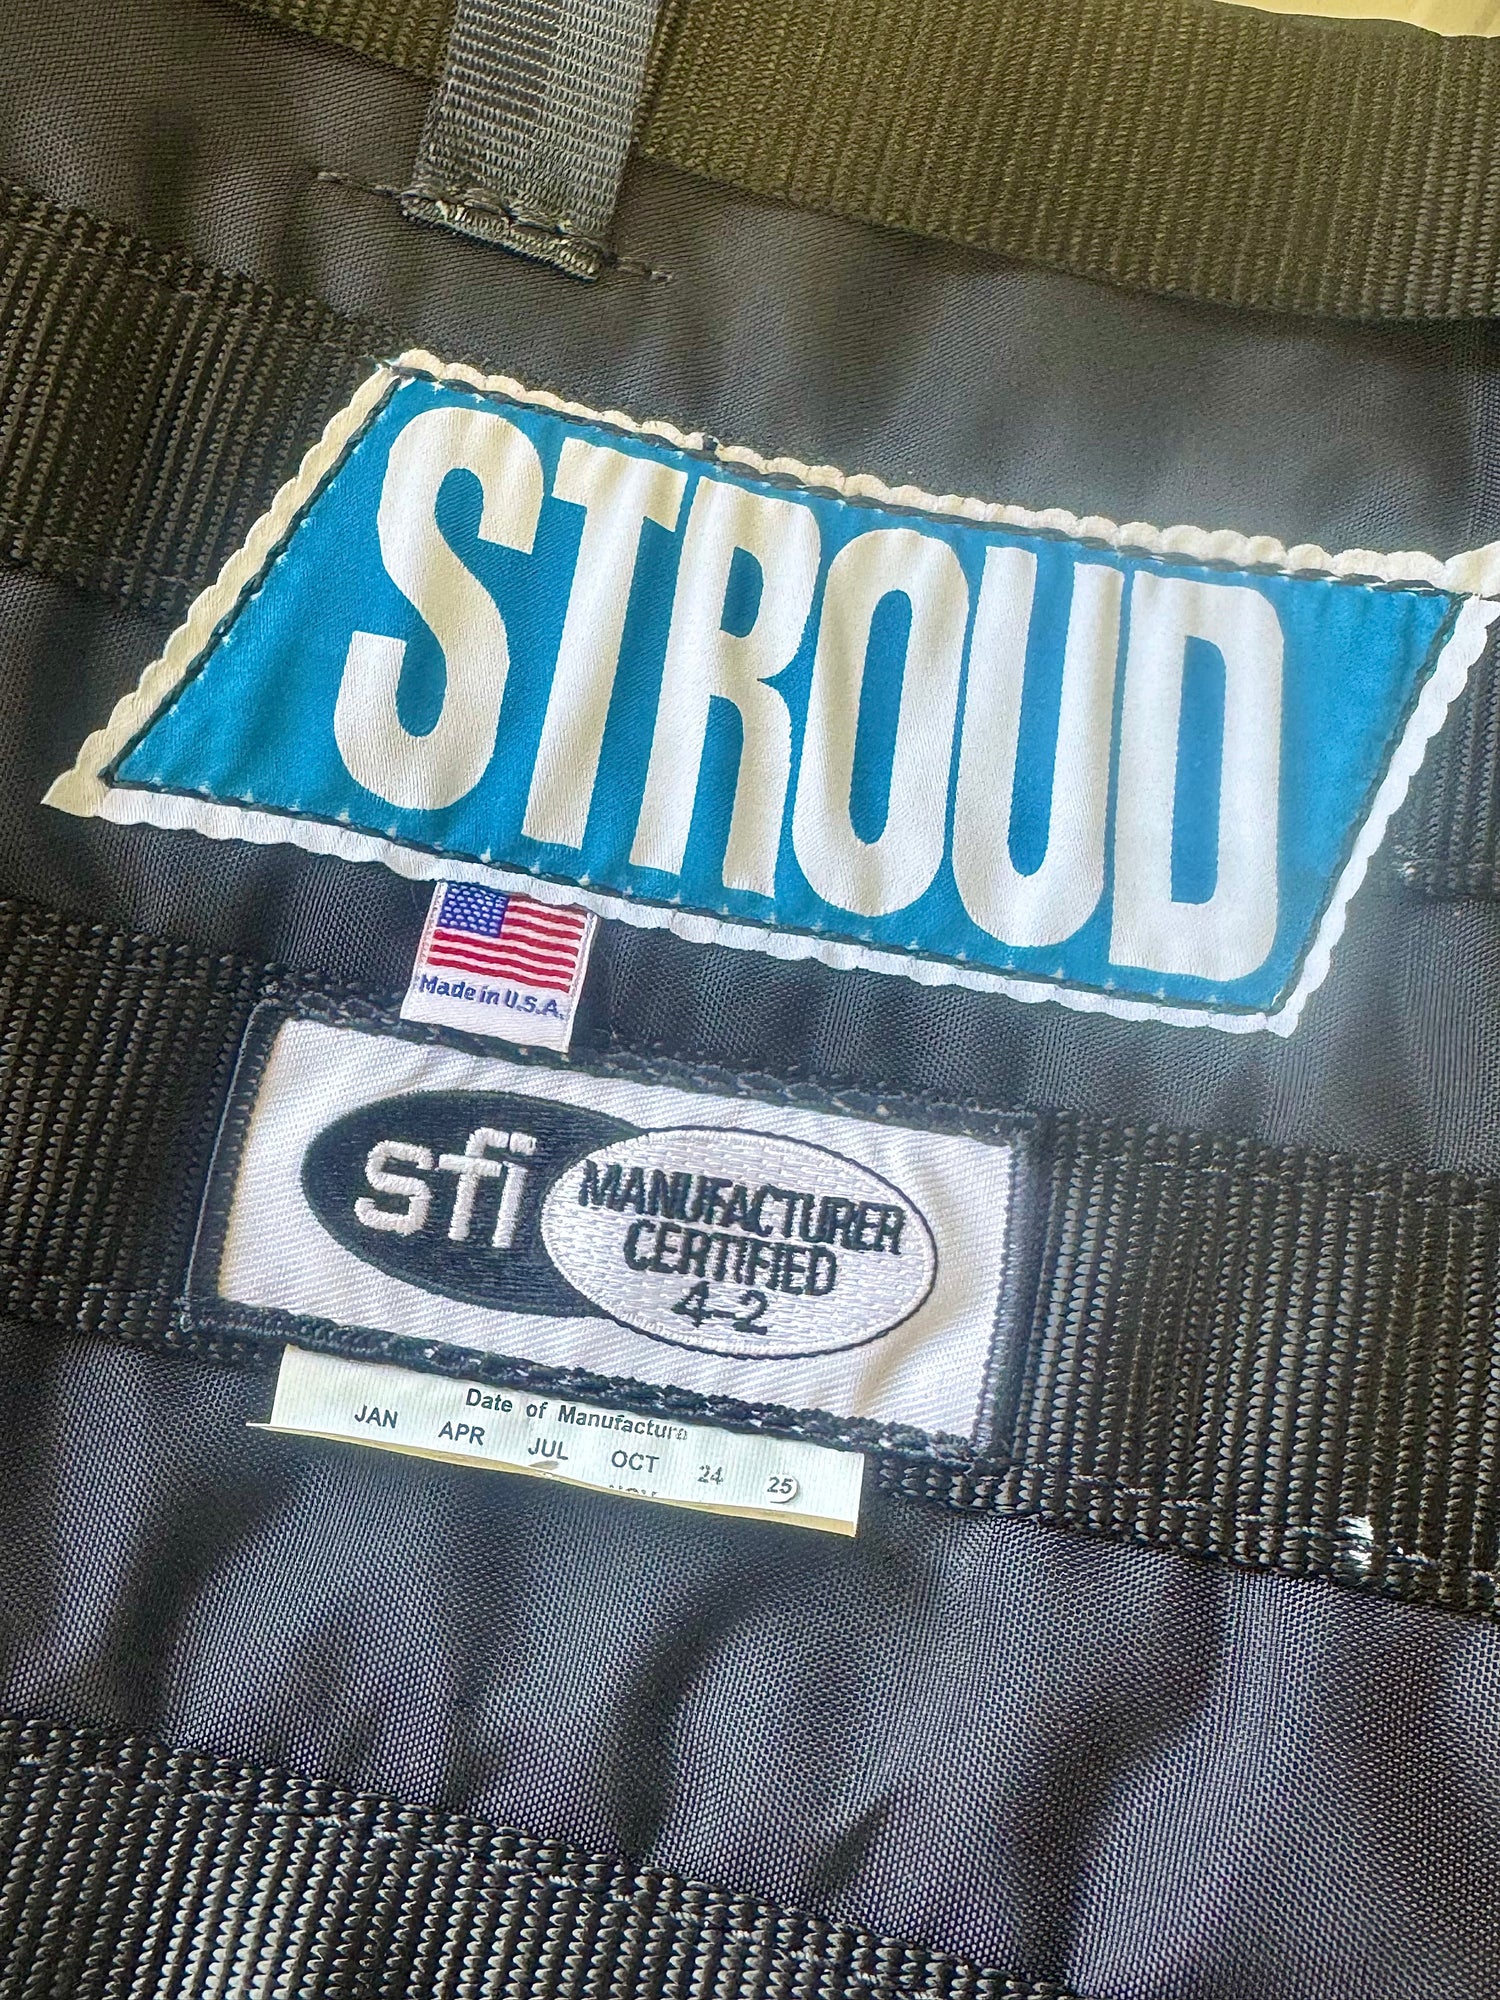 STROUD
Made in U.S.A.
sfi
MANUFACTURER
CERTIFIED
4-2
Date of Manufacture
JAN APR JUL OCT 24 25